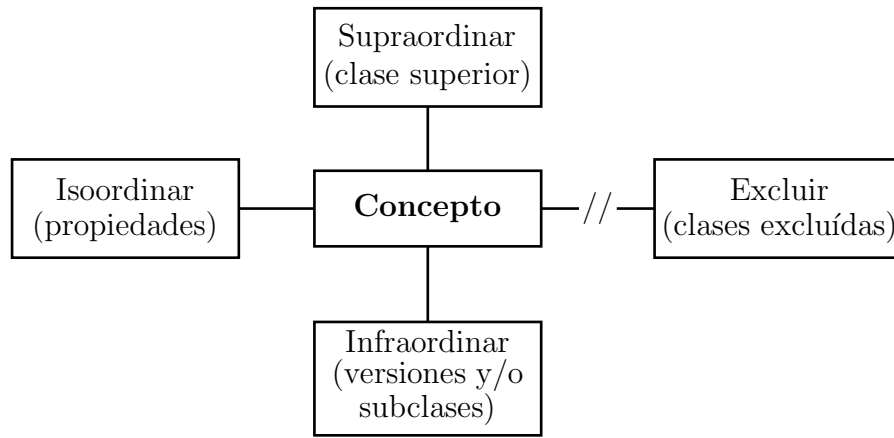 Supraordinar
(clase superior)
Isoordinar
(propiedades)
Concepto
//
Excluir
(clases excluídas)
Infraordinar
(versiones y/o
subclases)